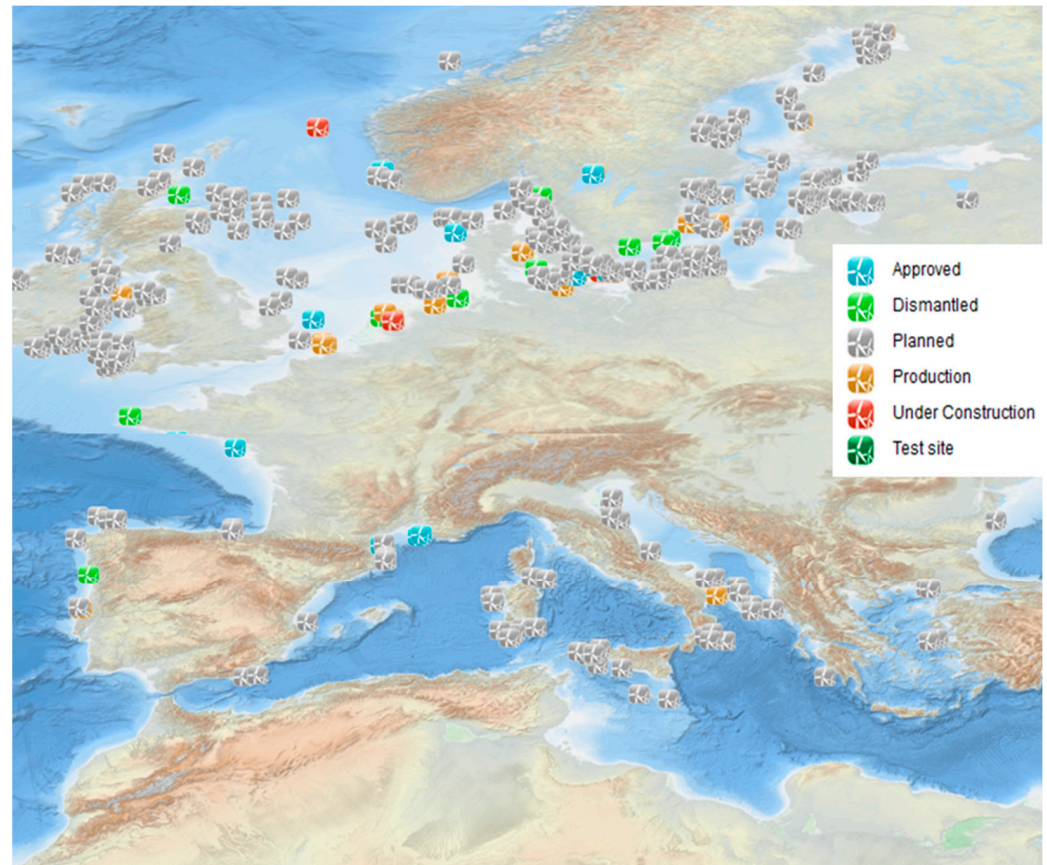 Approved
Dismantled
Planned
Production
Under Construction
Test site